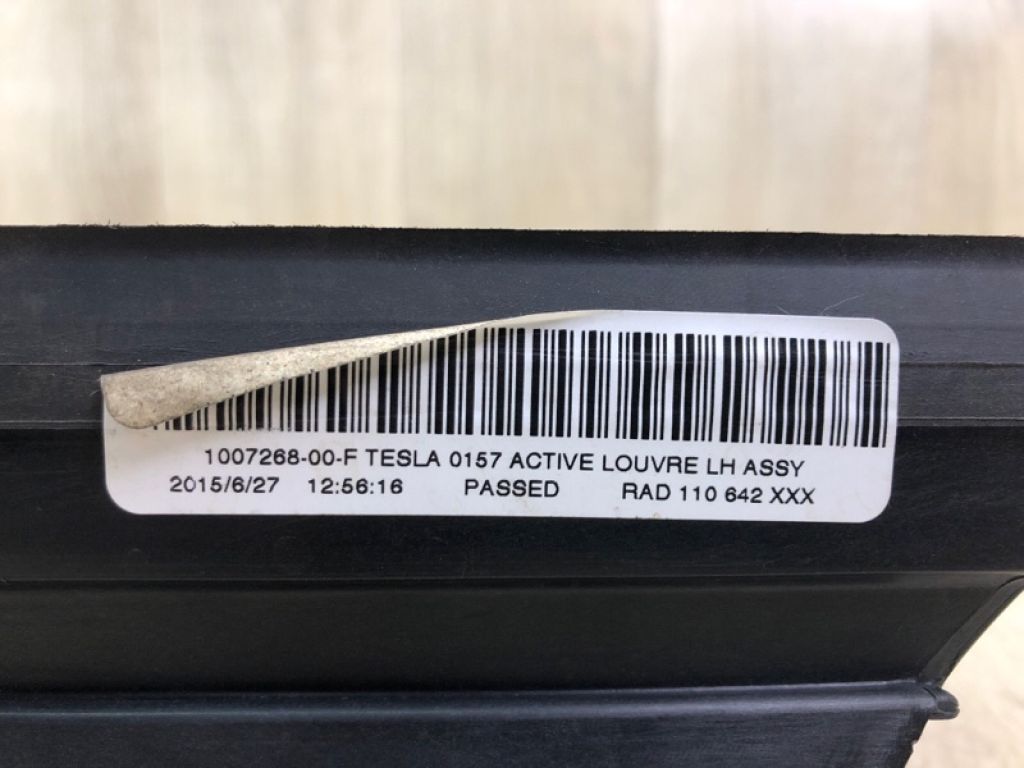 1007268-00-F TESLA 0157 ACTIVE LOUVRE LH ASSY
2015/6/27 12:56:16 PASSED RAD 110 642 XXX